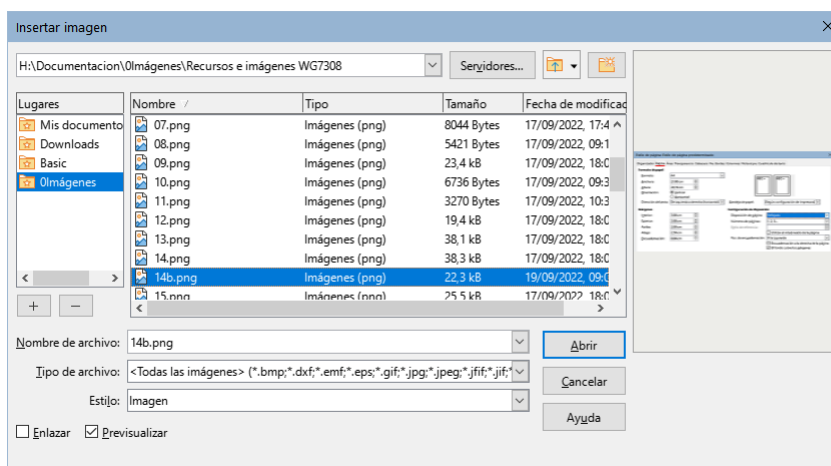 Insertar imagen
H:\Documentacion\0Imágenes\Recursos e imágenes WG7308
Servidores...
Lugares
Mis documento
Downloads
Basic
0Imágenes
Nombre / Tipo Tamaño Fecha de modificac
07.png Imágenes (png) 8044 Bytes 17/09/2022, 17:4
08.png Imágenes (png) 5421 Bytes 17/09/2022, 09:1
09.png Imágenes (png) 23,4 kB 17/09/2022, 18:0
10.png Imágenes (png) 6736 Bytes 17/09/2022, 09:3
11.png Imágenes (png) 3270 Bytes 17/09/2022, 10:3
12.png Imágenes (png) 19,4 kB 17/09/2022, 18:0
13.png Imágenes (png) 38,1 kB 17/09/2022, 18:0
14.png Imágenes (png) 38,3 kB 17/09/2022, 18:0
14b.png Imágenes (png) 22,3 kB 19/09/2022, 09:0
15.png Imágenes (png) 25,5 kB 17/09/2022, 18:0
Nombre de archivo: 14b.png
Abrir
Tipo de archivo: <Todas las imágenes> (*.bmp;*.dxf;*.emf;*.eps;*.gif;*.jpg;*.jpeg;*.jfif;*.jif;*
Cancelar
Estilo: Imagen
Ayuda
Enlazar Previsualizar